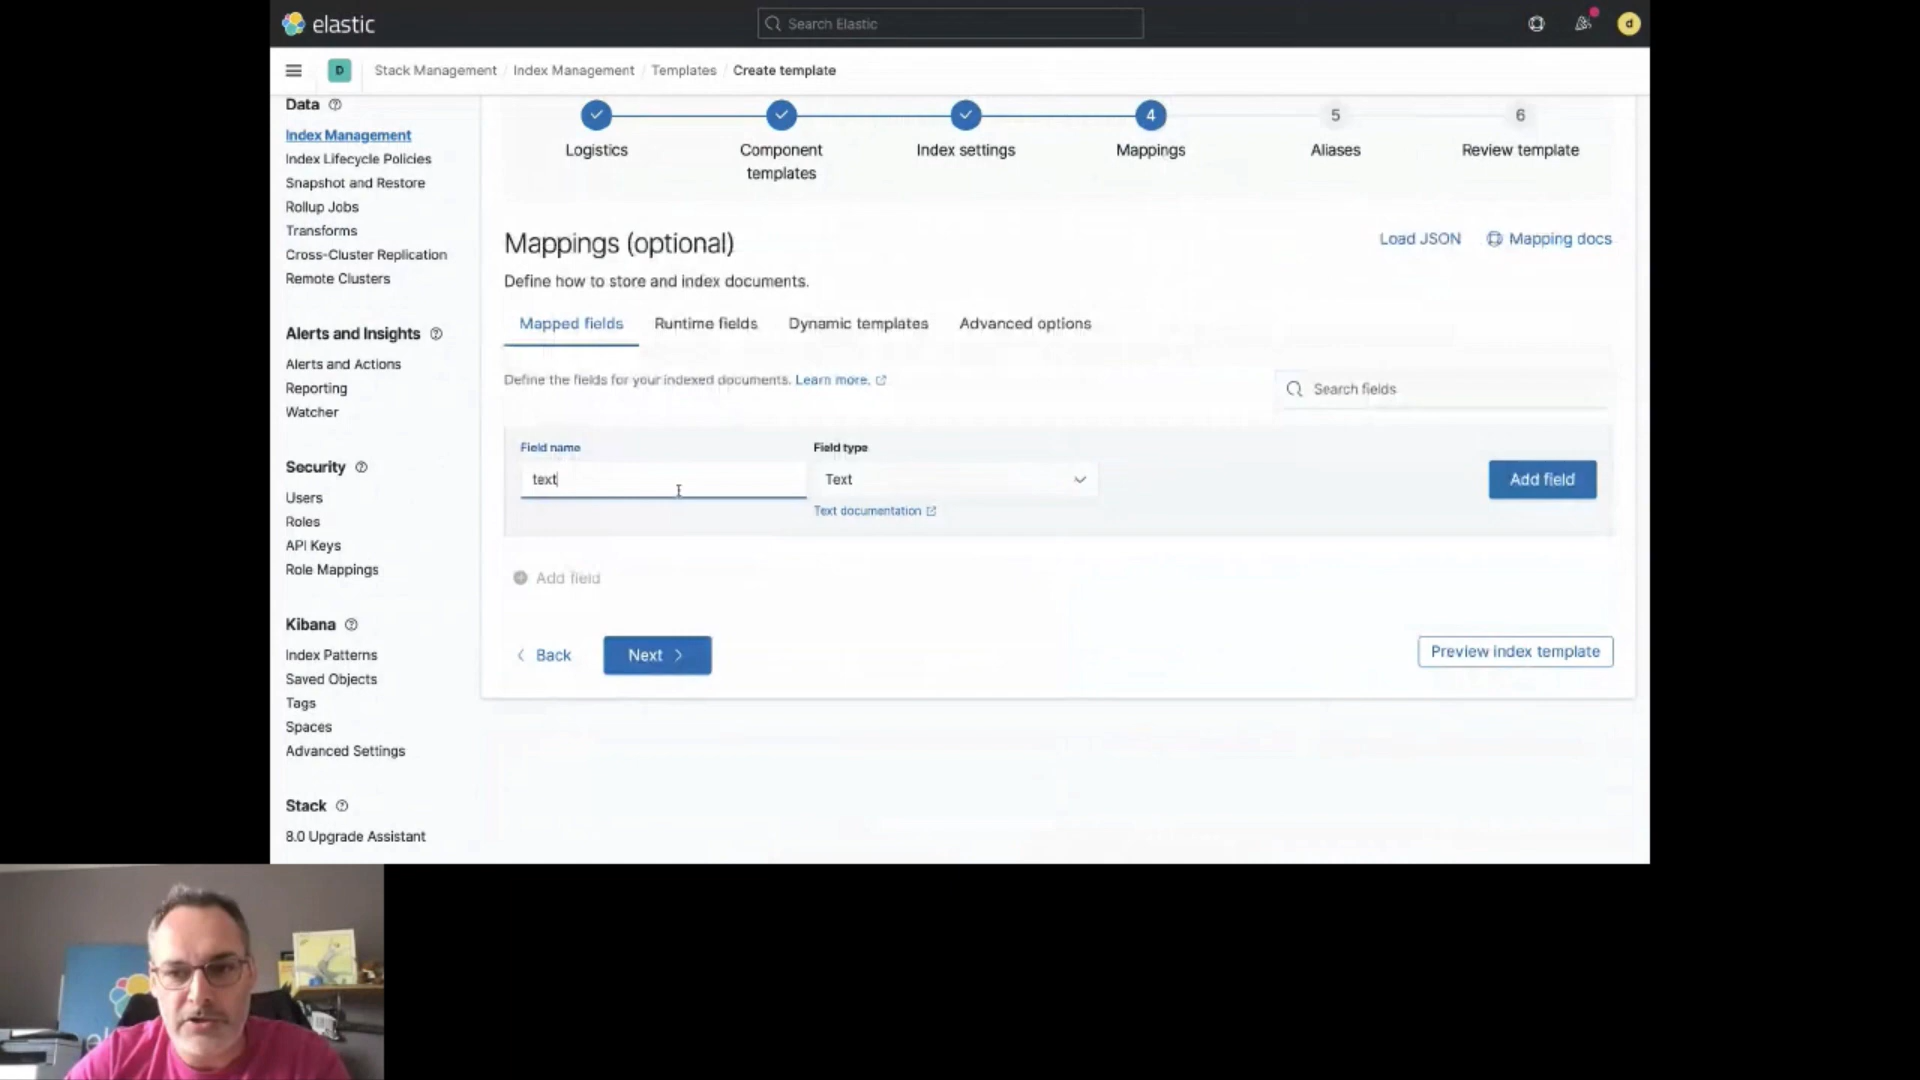 elastic
Search Elastic
d
D
Stack Management / Index Management / Templates / Create template
Data
Index Management
Index Lifecycle Policies
Snapshot and Restore
Rollup Jobs
Transforms
Cross-Cluster Replication
Remote Clusters
Alerts and Insights
Alerts and Actions
Reporting
Watcher
Security
Users
Roles
API Keys
Role Mappings
Kibana
Index Patterns
Saved Objects
Tags
Spaces
Advanced Settings
Stack
8.0 Upgrade Assistant
4
5
6
Logistics
Component
templates
Index settings
Mappings
Aliases
Review template
Mappings (optional)
Load JSON
Mapping docs
Define how to store and index documents.
Mapped fields
Runtime fields
Dynamic templates
Advanced options
Define the fields for your indexed documents. Learn more.
Search fields
Field name
Field type
text
Text
Add field
Text documentation
Add field
Back
Next
Preview index template